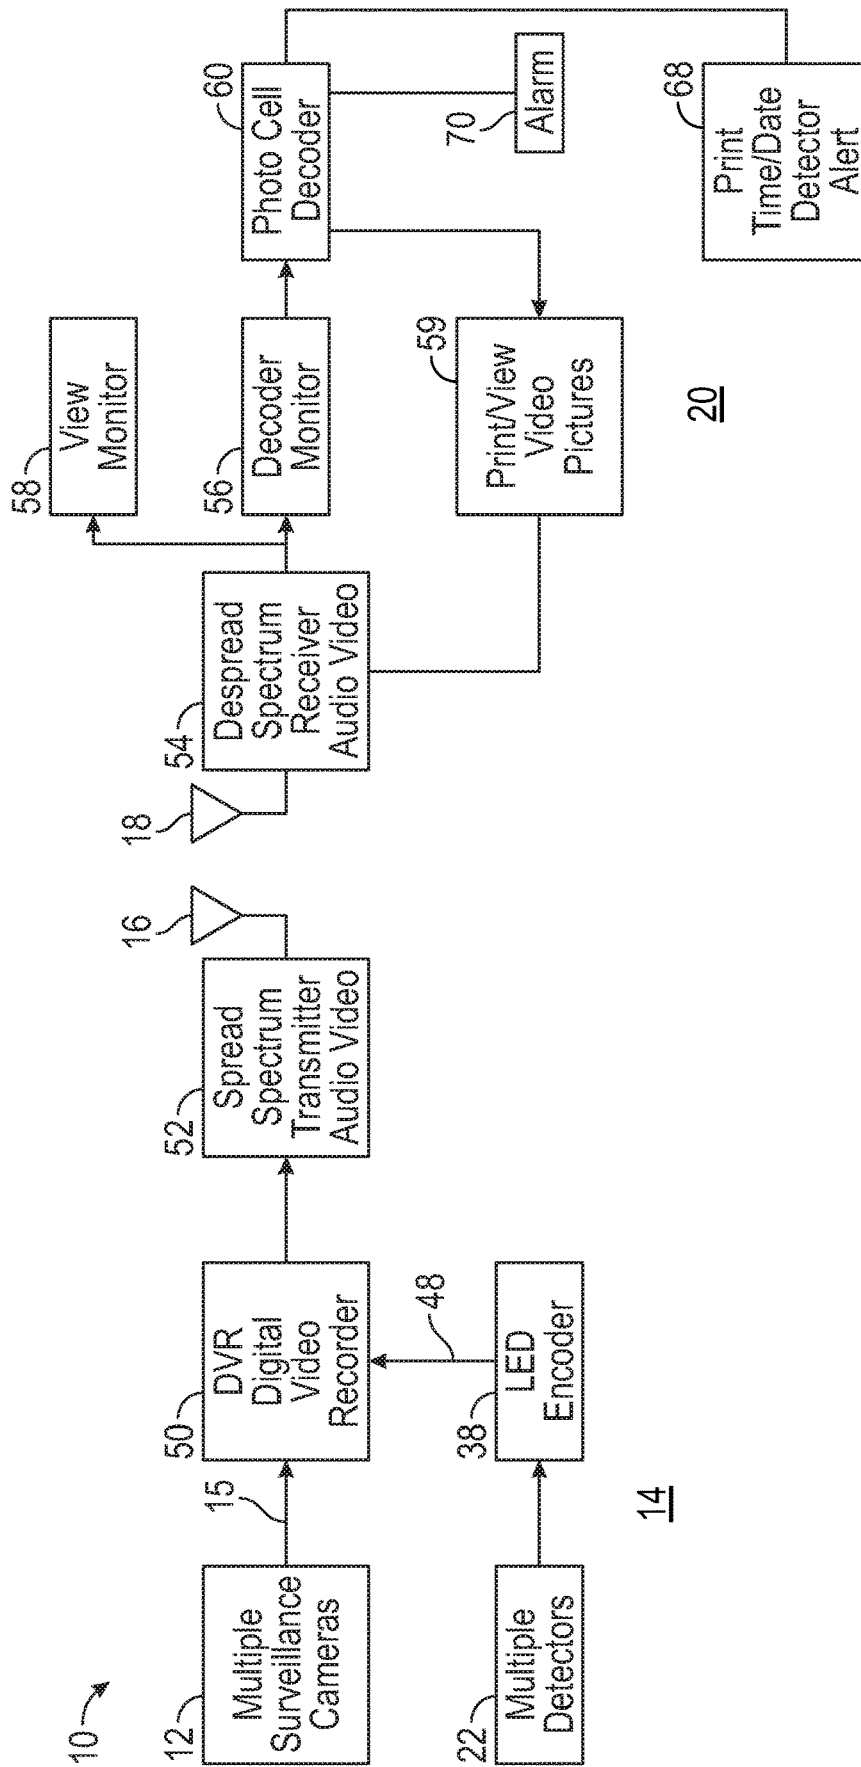 10
12
Multiple
Surveillance
Cameras
15
50
DVR
Digital
Video
Recorder
52
Spread
Spectrum
Transmitter
Audio Video
16
18
54
Despread
Spectrum
Receiver
Audio Video
58
View
Monitor
56
Decoder
Monitor
60
Photo Cell
Decoder
22
Multiple
Detectors
38
LED
Encoder
48
59
Print/View
Video
Pictures
70
Alarm
68
Print
Time/Date
Detector
Alert
14
20